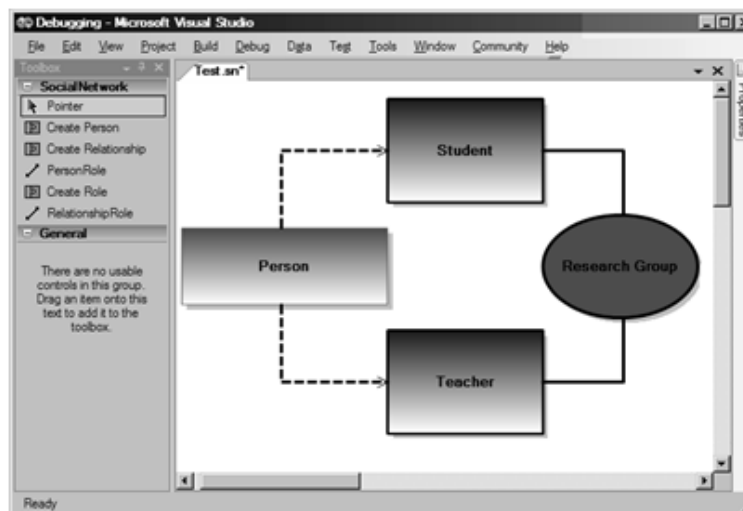 Debugging - Microsoft Visual Studio
File Edit View Project Build Debug Data Test Tools Window Community Help
Toolbox
Test.sn*
SocialNetwork
Pointer
Create Person
Create Relationship
PersonRole
Create Role
RelationshipRole
General
There are no usable
controls in this group.
Drag an item onto this
text to add it to the
toolbox.
Student
Person
Research Group
Teacher
Properties
Ready